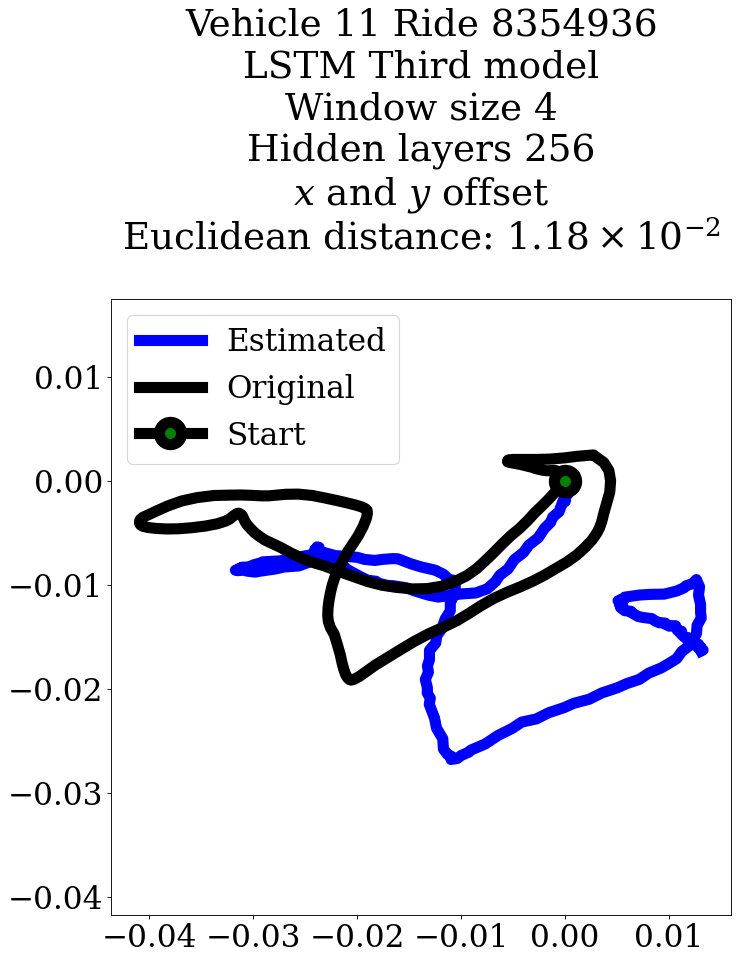 Vehicle 11 Ride 8354936
LSTM Third model
Window size 4
Hidden layers 256
x and y offset
Euclidean distance: 1.18 × 10⁻²
Estimated
Original
Start
0.01
0.00
−0.01
−0.02
−0.03
−0.04
−0.04 −0.03 −0.02 −0.01 0.00 0.01